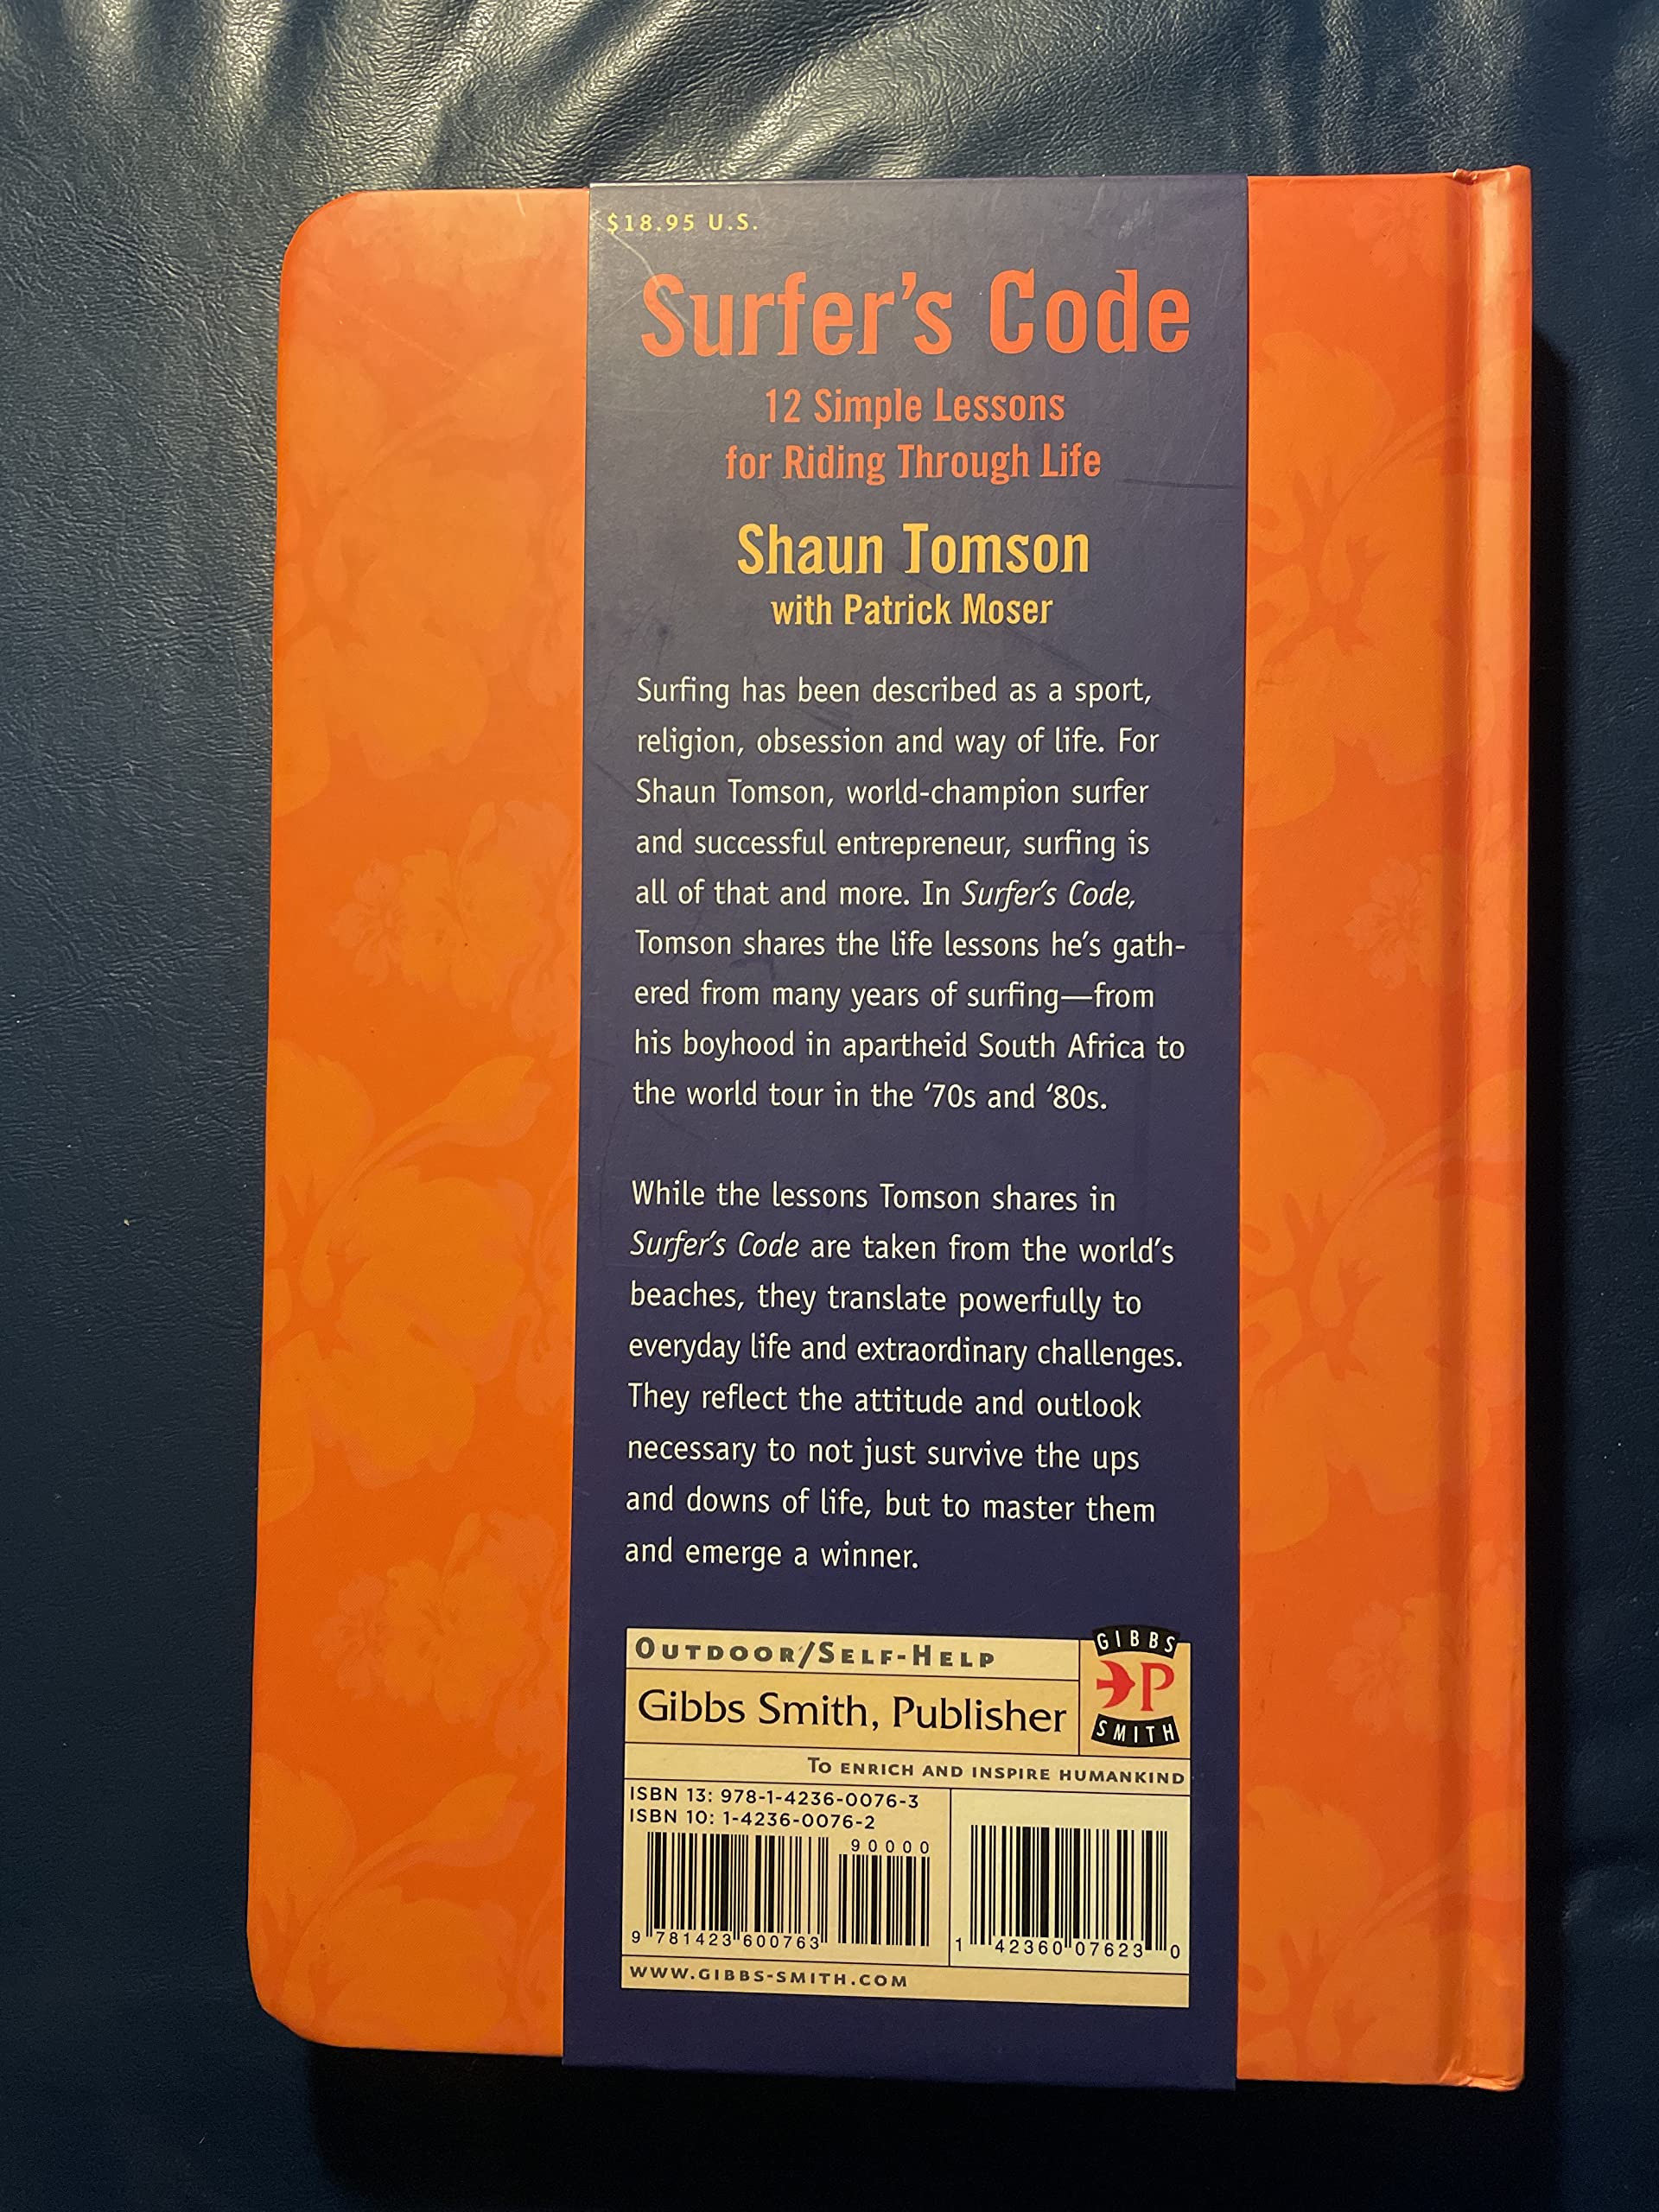 $18.95 U.S.
Surfer's Code
12 Simple Lessons
for Riding Through Life
Shaun Tomson
with Patrick Moser
Surfing has been described as a sport,
religion, obsession and way of life. For
Shaun Tomson, world-champion surfer
and successful entrepreneur, surfing is
all of that and more. In Surfer's Code,
Tomson shares the life lessons he's gath-
ered from many years of surfing—from
his boyhood in apartheid South Africa to
the world tour in the ‘70s and ‘80s.
While the lessons Tomson shares in
Surfer's Code are taken from the world's
beaches, they translate powerfully to
everyday life and extraordinary challenges.
They reflect the attitude and outlook
necessary to not just survive the ups
and downs of life, but to master them
and emerge a winner.
OUTDOOR/SELF-HELP
Gibbs Smith, Publisher
GIBBS
P
SMITH
TO ENRICH AND INSPIRE HUMANKIND
ISBN 13: 978-1-4236-0076-3
ISBN 10: 1-4236-0076-2
90000
9 781423 600763
1 42360 07623 0
WWW.GIBBS-SMITH.COM